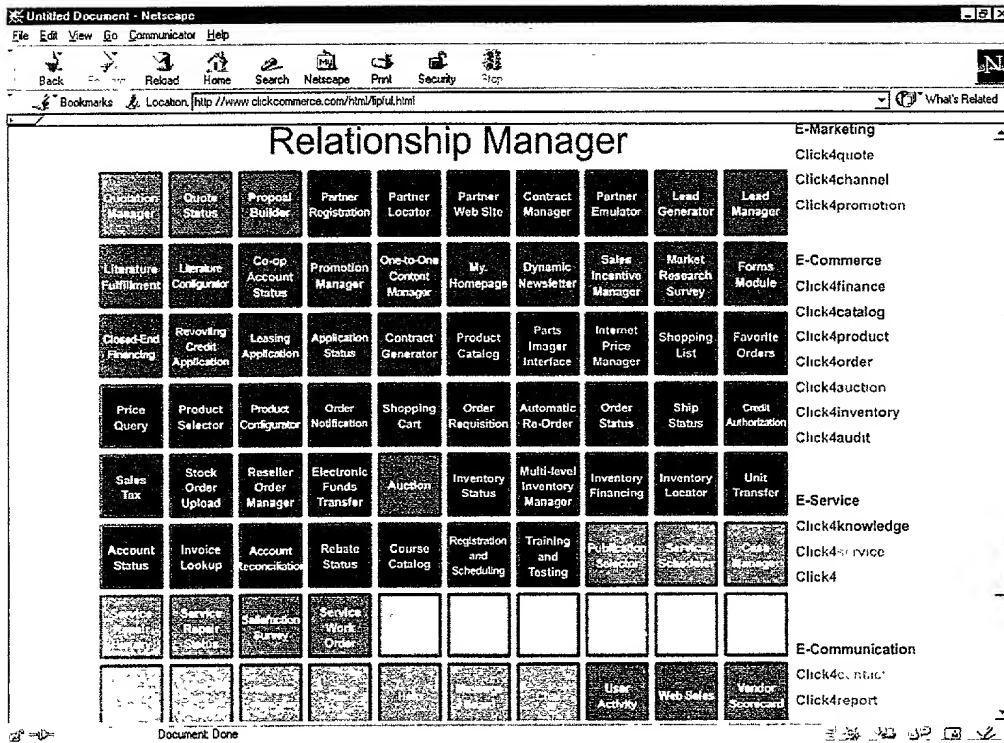 Untitled Document - Netscape
File Edit View Go Communicator Help
Back Reload Home Search Netscape Print Security Stop
Bookmarks Location: http://www.clickcommerce.com/html/lipful.html What's Related
Relationship Manager
Quotation Manager
Quote Status
Proposal Builder
Partner Registration
Partner Locator
Partner Web Site
Contract Manager
Partner Emulator
Lead Generator
Lead Manager
Literature Fulfillment
Literature Configurator
Co-op Account Status
Promotion Manager
One-to-One Content Manager
My Homepage
Dynamic Newsletter
Sales Incentive Manager
Market Research Survey
Forms Module
Closed-End Financing
Revovling Credit Application
Leasing Application
Application Status
Contract Generator
Product Catalog
Parts Imager Interface
Internet Price Manager
Shopping List
Favorite Orders
Price Query
Product Selector
Product Configurator
Order Notification
Shopping Cart
Order Requisition
Automatic Re-Order
Order Status
Ship Status
Credit Authorization
Sales Tax
Stock Order Upload
Reseller Order Manager
Electronic Funds Transfer
Auction
Inventory Status
Multi-level Inventory Manager
Inventory Financing
Inventory Locator
Unit Transfer
Account Status
Invoice Lookup
Account Reconciliation
Rebate Status
Course Catalog
Registration and Scheduling
Training and Testing
Publication Selector
Service Scheduler
Case Manager
Service
Service Repair
Satisfaction Survey
Service Work Order
User Activity
Web Sales
Vendor Scorecard
E-Marketing
Click4quote
Click4channel
Click4promotion
E-Commerce
Click4finance
Click4catalog
Click4product
Click4order
Click4auction
Click4inventory
Click4audit
E-Service
Click4knowledge
Click4service
Click4
E-Communication
Click4contact
Click4report
Document: Done